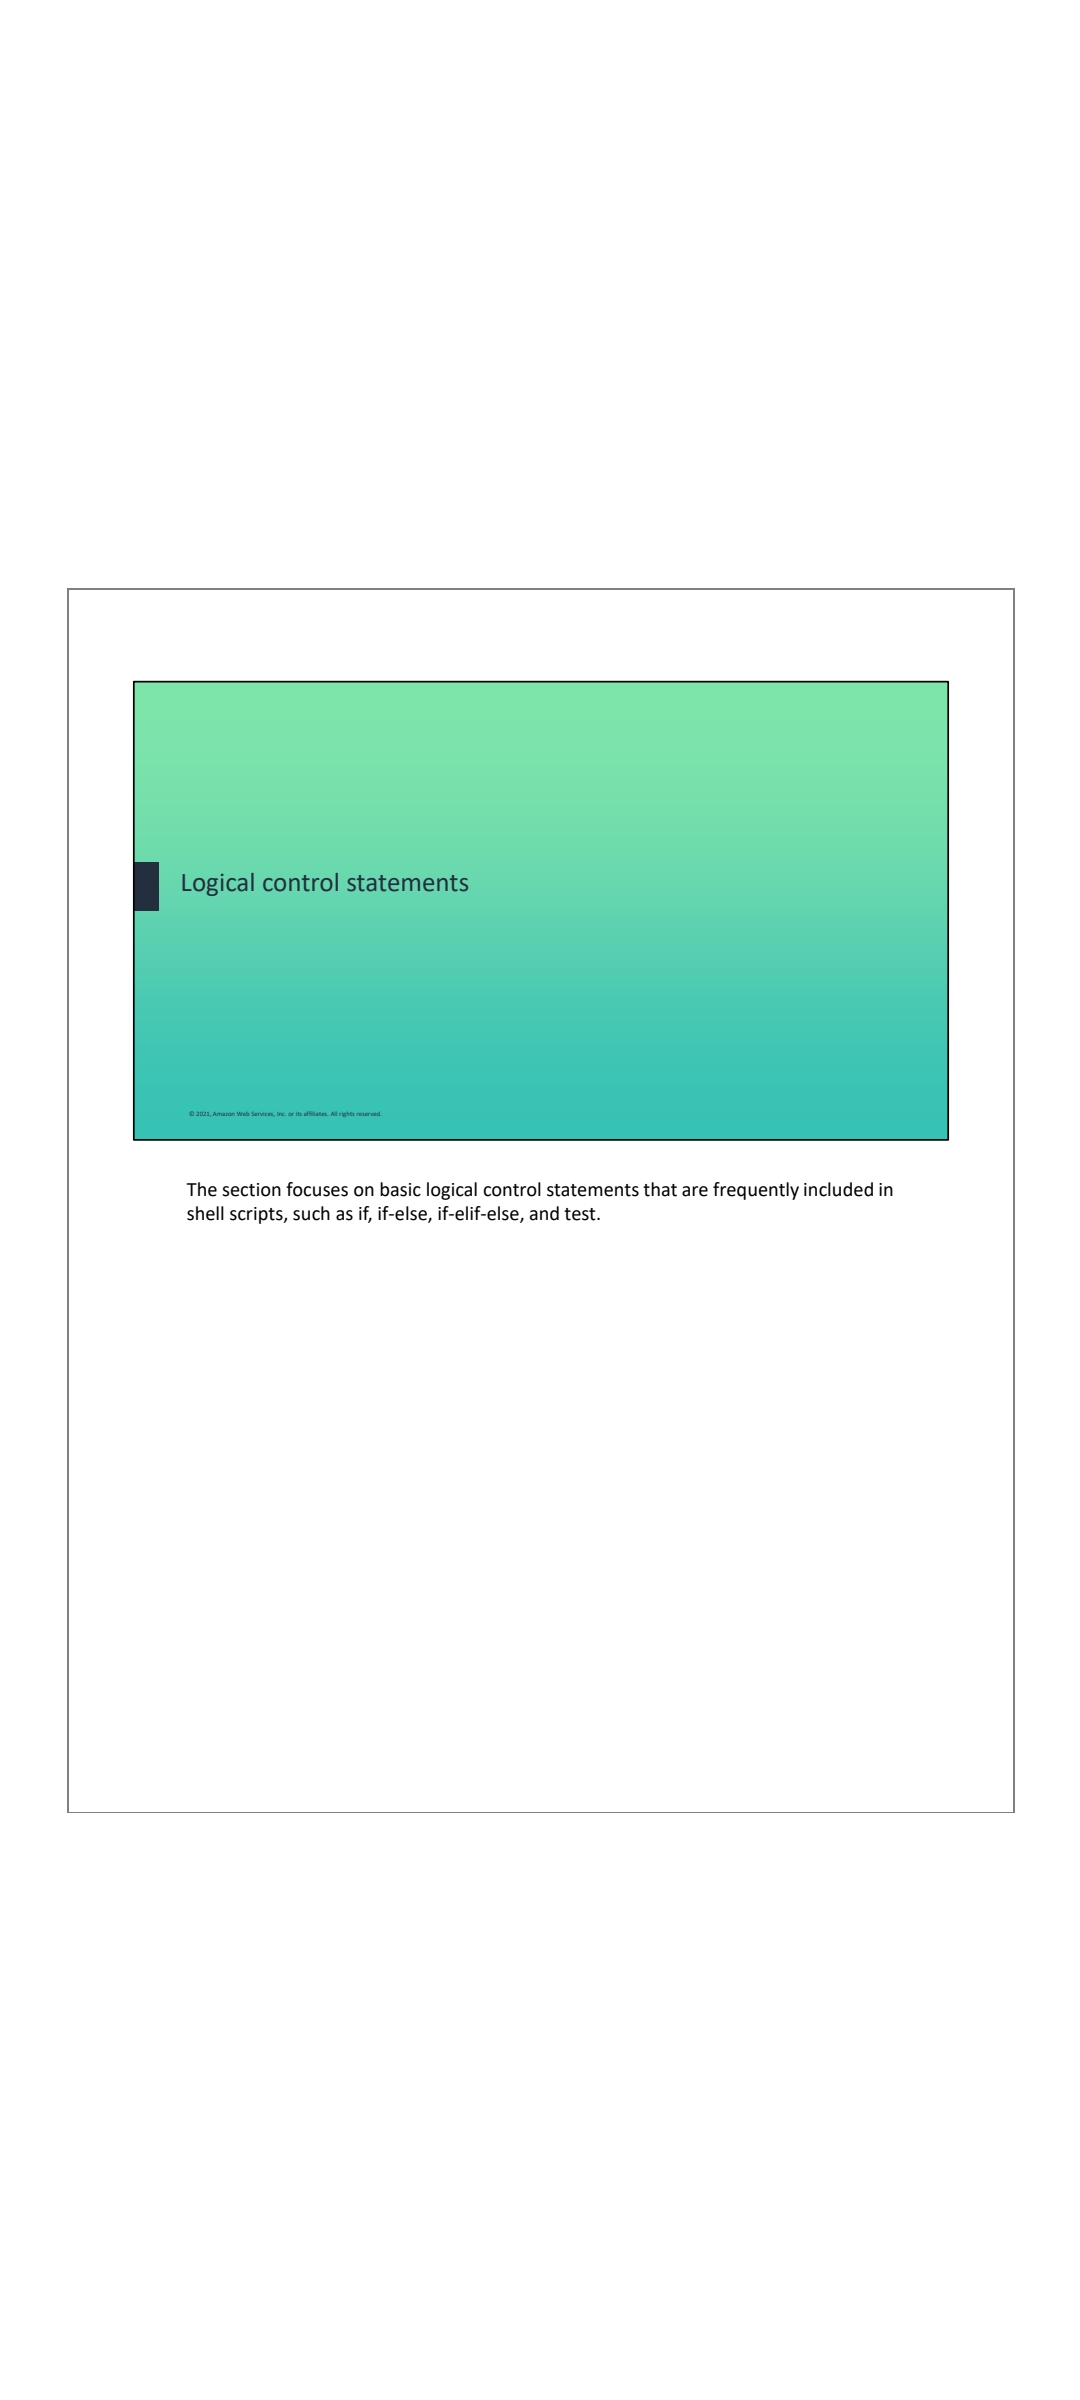 Logical control statements
© 2021, Amazon Web Services, Inc. or its affiliates. All rights reserved.
The section focuses on basic logical control statements that are frequently included in
shell scripts, such as if, if-else, if-elif-else, and test.